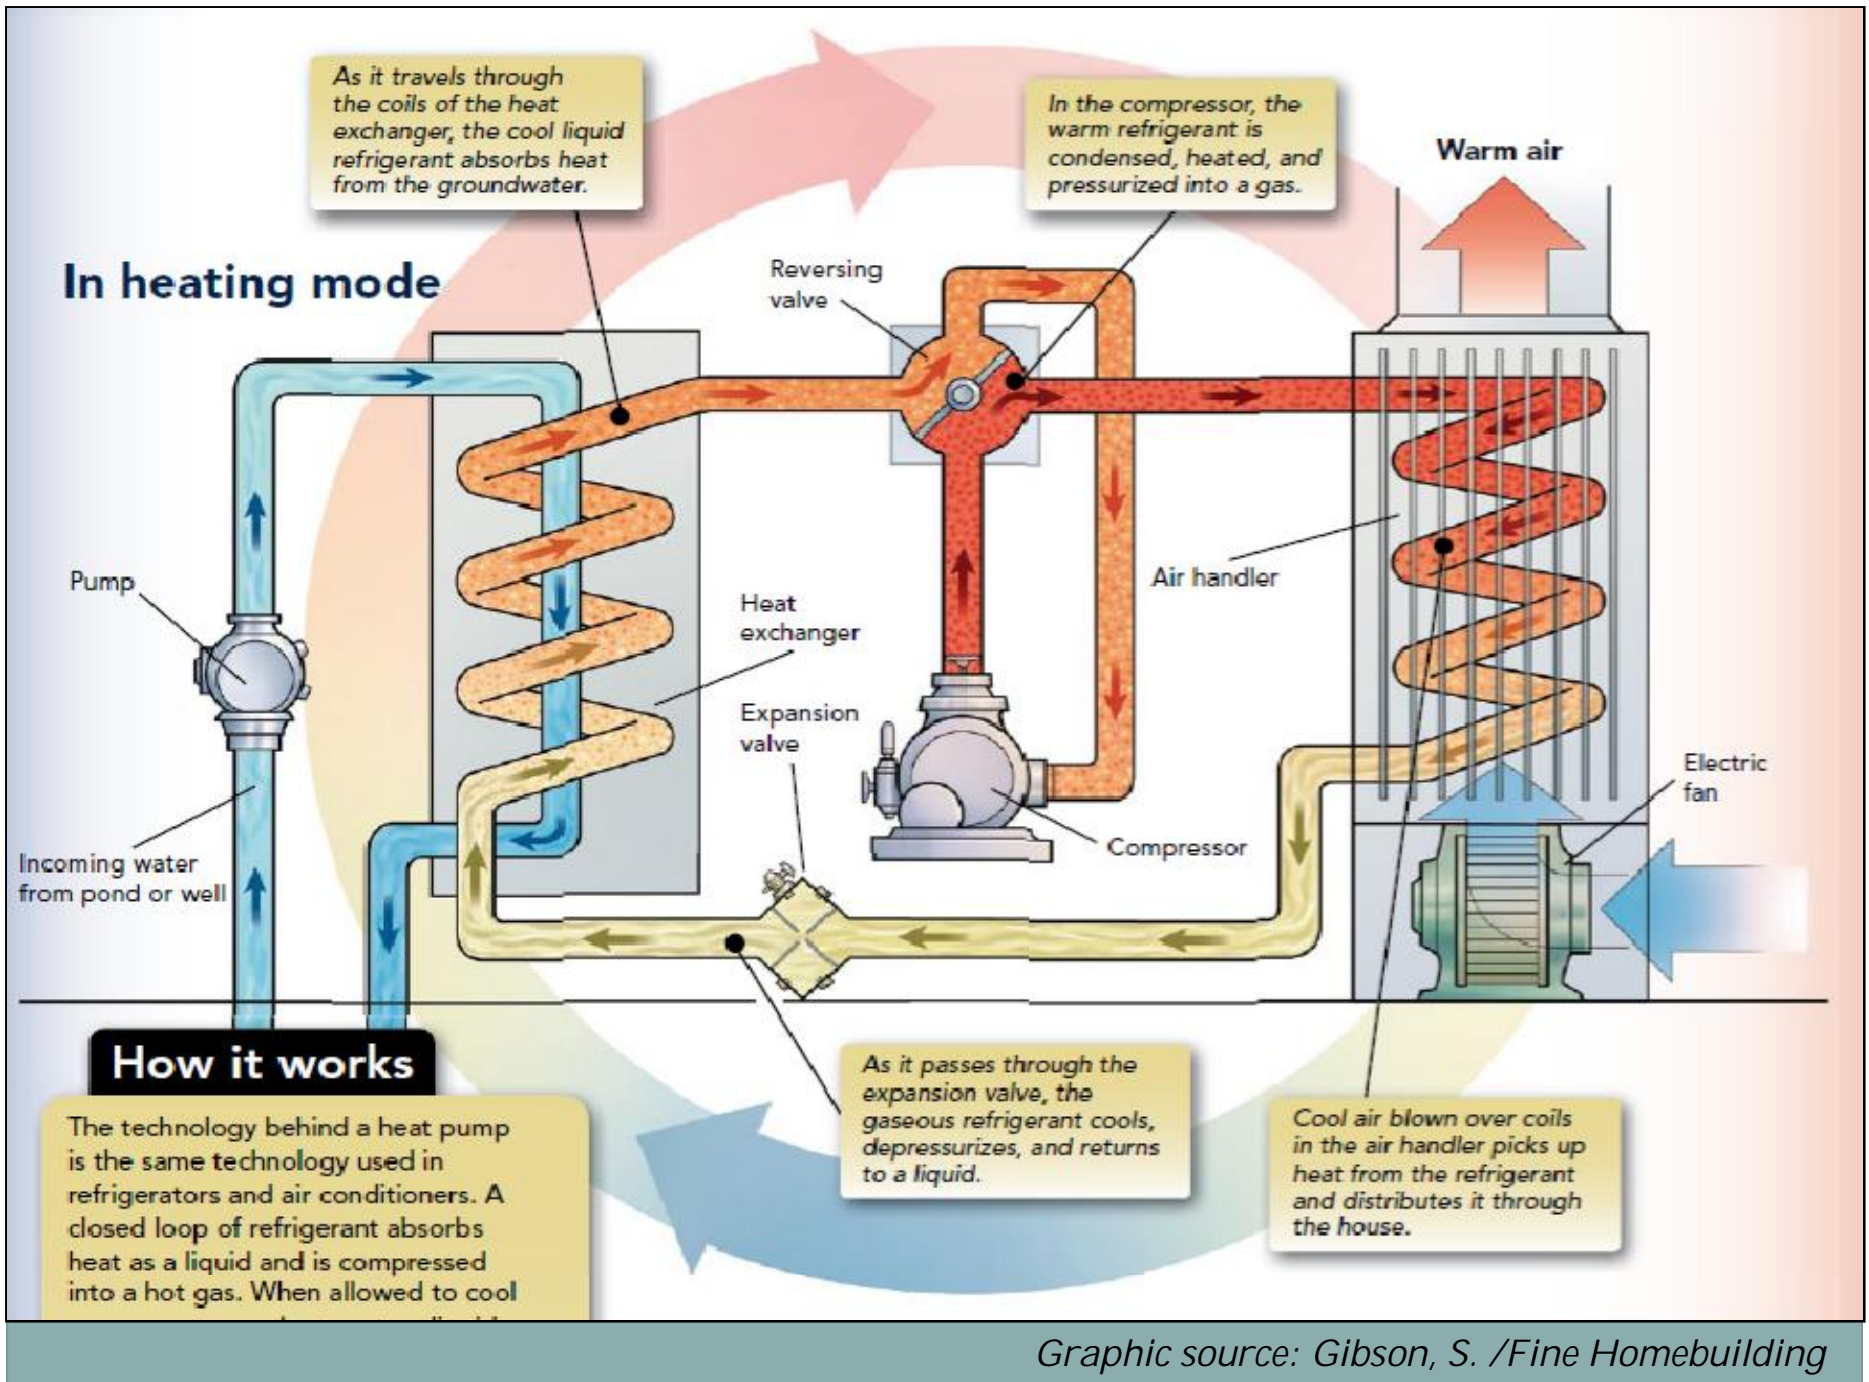 As it travels through
the coils of the heat
exchanger, the cool liquid
refrigerant absorbs heat
from the groundwater.
In the compressor, the
warm refrigerant is
condensed, heated, and
pressurized into a gas.
Warm air
In heating mode
Reversing
valve
Pump
Heat
exchanger
Air handler
Expansion
valve
Electric
fan
Compressor
Incoming water
from pond or well
How it works
The technology behind a heat pump
is the same technology used in
refrigerators and air conditioners. A
closed loop of refrigerant absorbs
heat as a liquid and is compressed
into a hot gas. When allowed to cool
As it passes through the
expansion valve, the
gaseous refrigerant cools,
depressurizes, and returns
to a liquid.
Cool air blown over coils
in the air handler picks up
heat from the refrigerant
and distributes it through
the house.
Graphic source: Gibson, S. /Fine Homebuilding